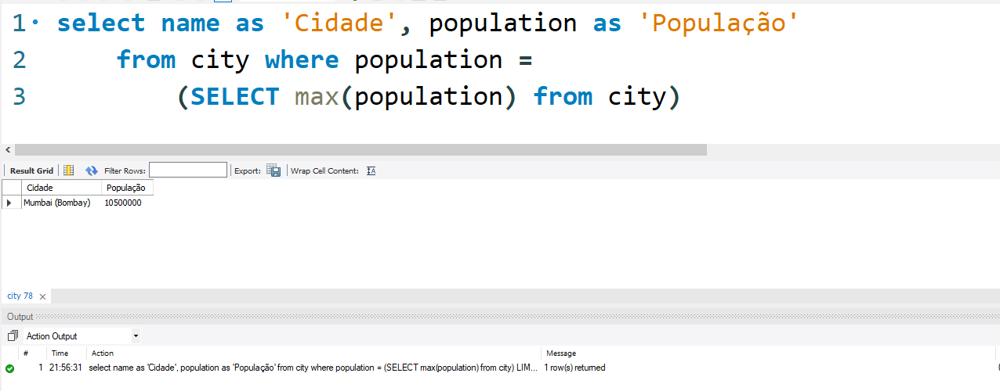 1 select name as 'Cidade', population as 'População'
2 from city where population =
3 (SELECT max(population) from city)
Result Grid Filter Rows: Export: Wrap Cell Content: IA
Cidade População
Mumbai (Bombay) 10500000
city 78
Output
Action Output
# Time Action Message
1 21:56:31 select name as 'Cidade', population as 'População' from city where population = (SELECT max(population) from city) LIM... 1 row(s) returned